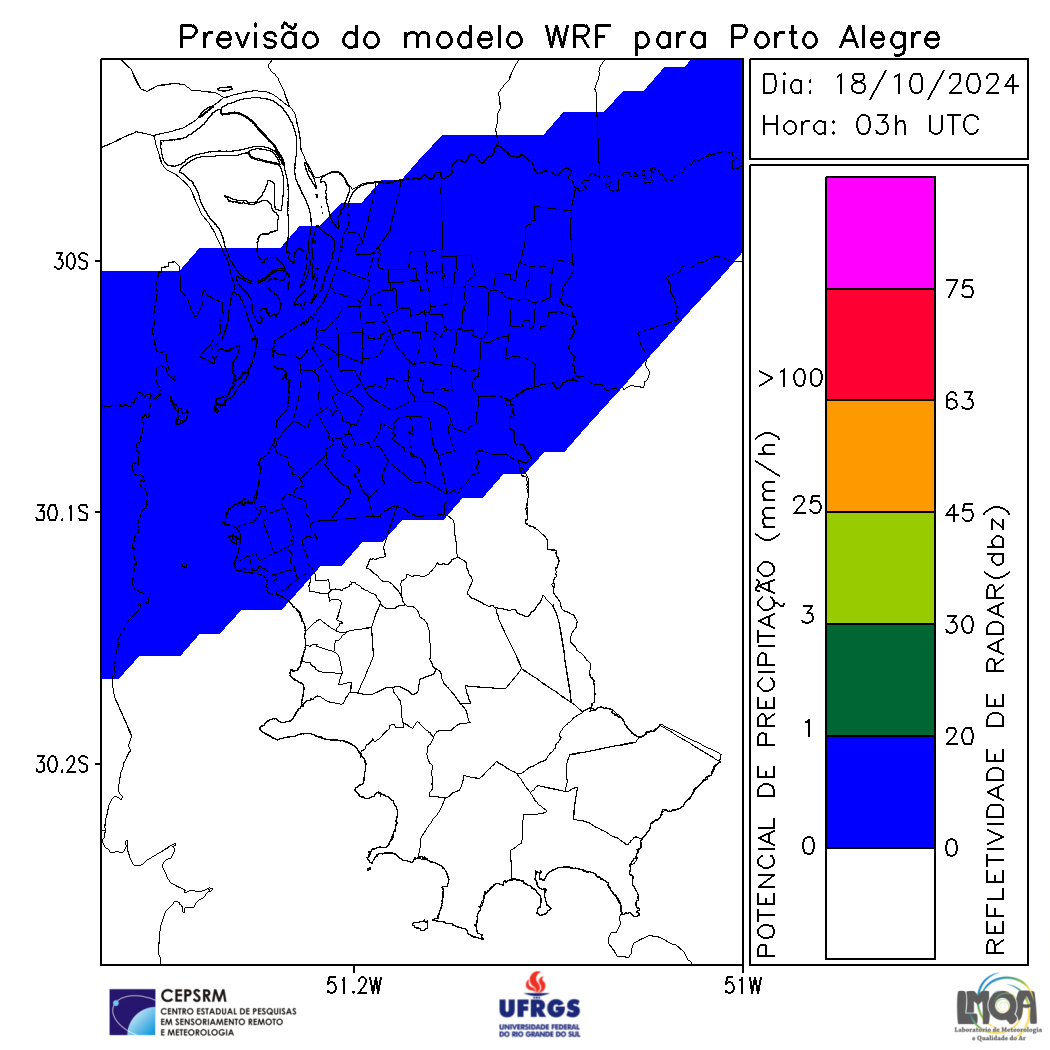 Previsão do modelo WRF para Porto Alegre
Dia: 18/10/2024
Hora: 03h UTC
30S
30.1S
30.2S
51.2W
51W
POTENCIAL DE PRECIPITAÇÃO (mm/h)
>100
25
3
1
0
75
63
45
30
20
0
REFLETIVIDADE DE RADAR(dbz)
CEPSRM
CENTRO ESTADUAL DE PESQUISAS
EM SENSORIAMENTO REMOTO
E METEOROLOGIA
UFRGS
UNIVERSIDADE FEDERAL
DO RIO GRANDE DO SUL
LMQA
Laboratório de Meteorologia
e Qualidade do Ar